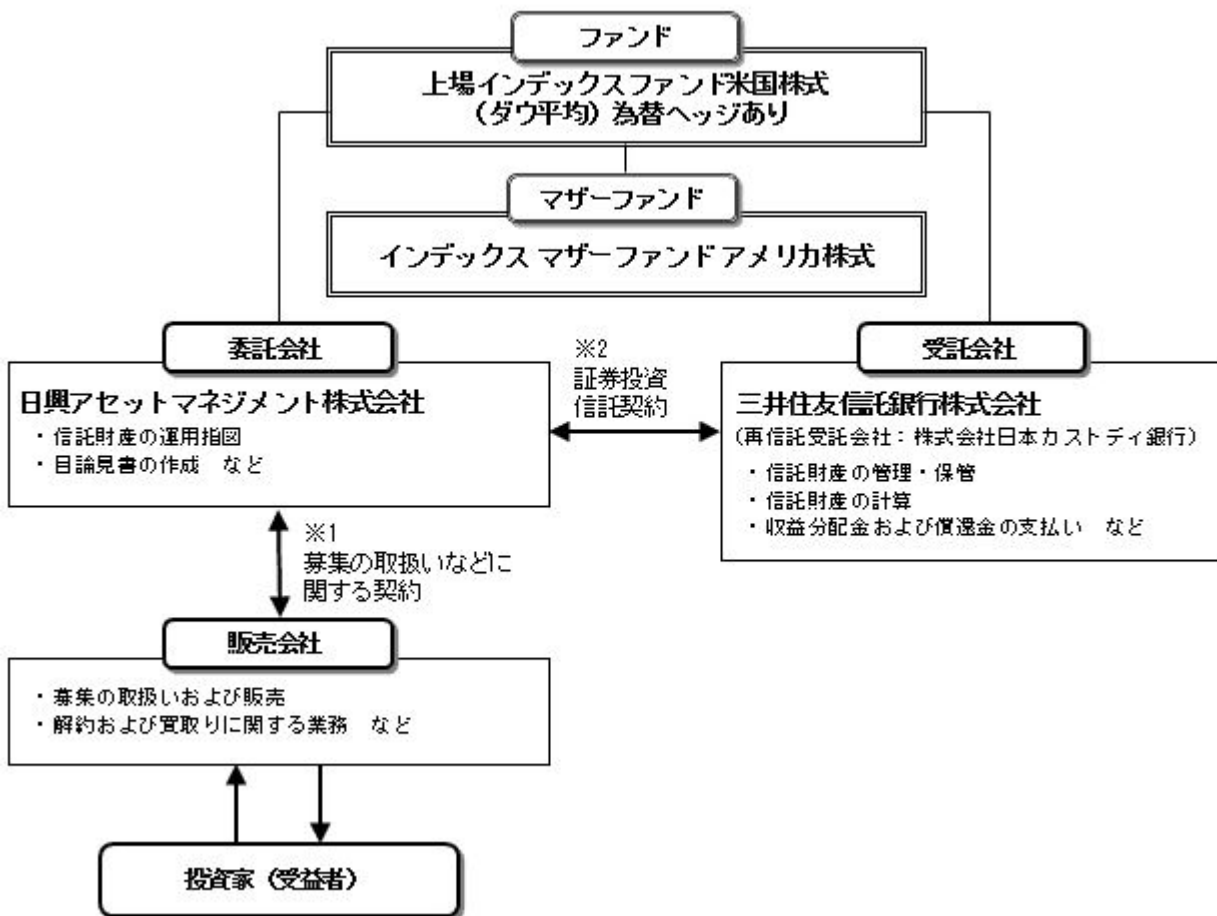 ファンド
上場インデックスファンド米国株式
（ダウ平均）為替ヘッジあり
マザーファンド
インデックス マザーファンド アメリカ株式
委託会社
日興アセットマネジメント株式会社
・信託財産の運用指図
・目論見書の作成　など
※2
証券投資
信託契約
受託会社
三井住友信託銀行株式会社
（再信託受託会社：株式会社日本カストディ銀行）
・信託財産の管理・保管
・信託財産の計算
・収益分配金および償還金の支払い　など
※1
募集の取扱いなどに
関する契約
販売会社
・募集の取扱いおよび販売
・解約および買取りに関する業務　など
投資家（受益者）